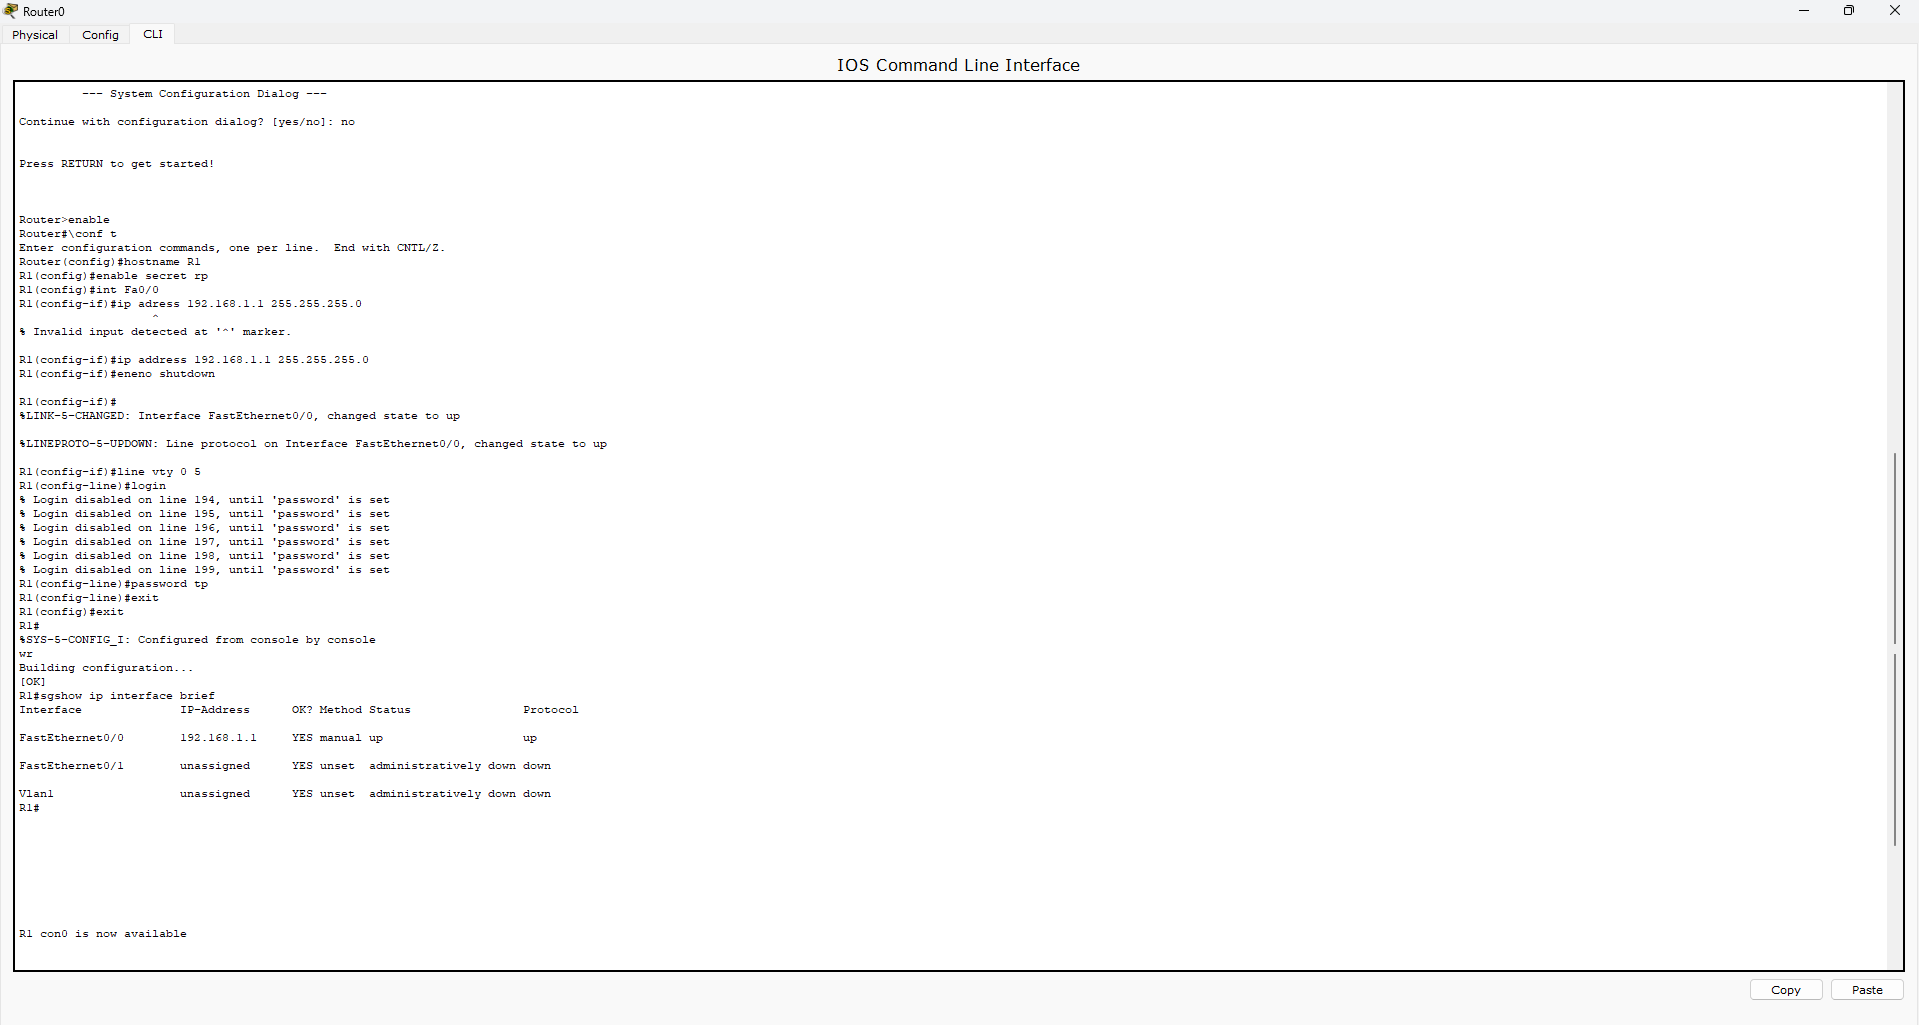 Router0
Physical Config CLI
IOS Command Line Interface
--- System Configuration Dialog ---
Continue with configuration dialog? [yes/no]: no
Press RETURN to get started!
Router>enable
Router#\conf t
Enter configuration commands, one per line.  End with CNTL/Z.
Router(config)#hostname R1
R1(config)#enable secret rp
R1(config)#int Fa0/0
R1(config-if)#ip adress 192.168.1.1 255.255.255.0
^
% Invalid input detected at '^' marker.
R1(config-if)#ip address 192.168.1.1 255.255.255.0
R1(config-if)#eneno shutdown
R1(config-if)#
%LINK-5-CHANGED: Interface FastEthernet0/0, changed state to up
%LINEPROTO-5-UPDOWN: Line protocol on Interface FastEthernet0/0, changed state to up
R1(config-if)#line vty 0 5
R1(config-line)#login
% Login disabled on line 194, until 'password' is set
% Login disabled on line 195, until 'password' is set
% Login disabled on line 196, until 'password' is set
% Login disabled on line 197, until 'password' is set
% Login disabled on line 198, until 'password' is set
% Login disabled on line 199, until 'password' is set
R1(config-line)#password tp
R1(config-line)#exit
R1(config)#exit
R1#
%SYS-5-CONFIG_I: Configured from console by console
wr
Building configuration...
[OK]
R1#sgshow ip interface brief
Interface IP-Address OK? Method Status Protocol
FastEthernet0/0 192.168.1.1 YES manual up up
FastEthernet0/1 unassigned YES unset administratively down down
Vlan1 unassigned YES unset administratively down down
R1#
R1 con0 is now available
Copy Paste